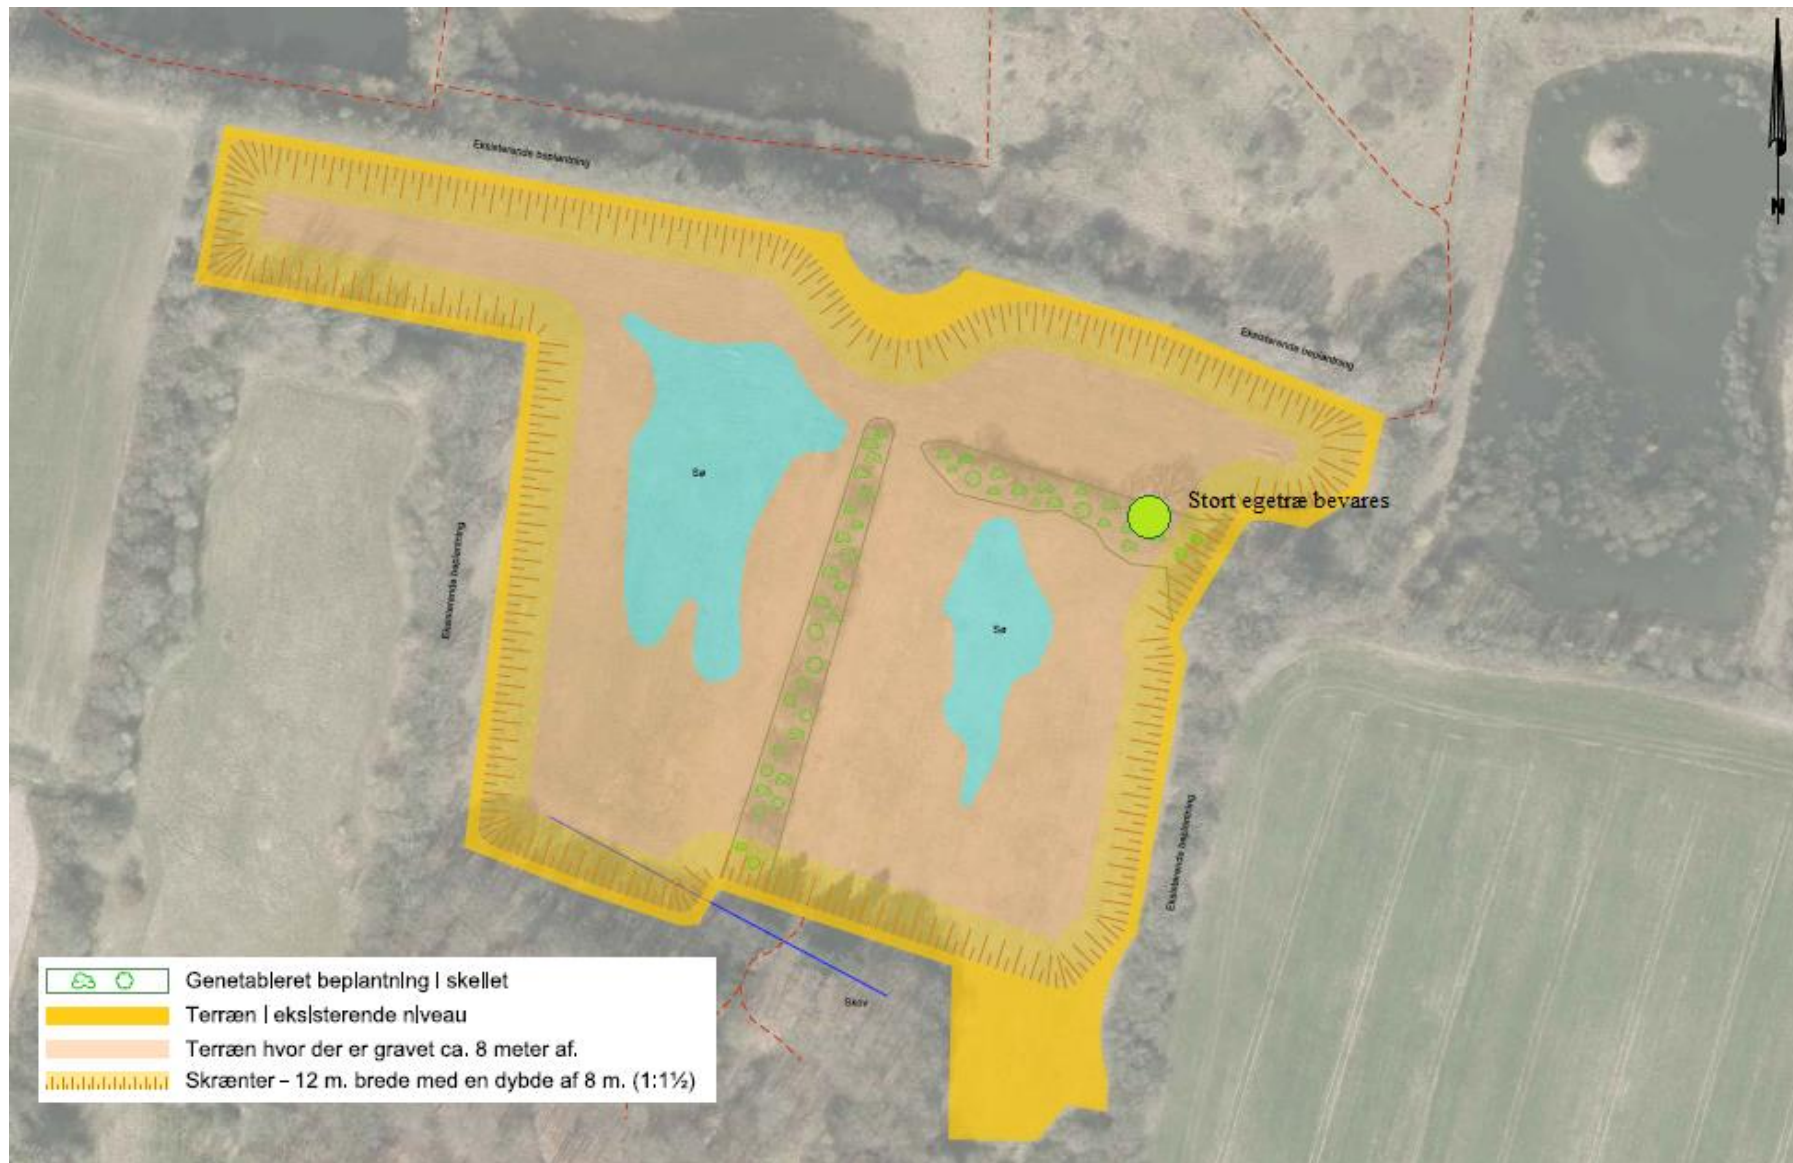 Eksisterende beplantning
N
Eksisterende beplantning
Sø
Stort egetræ bevares
Eksisterende beplantning
Sø
Eksisterende beplantning
Genetableret beplantning i skellet
Terræn i eksisterende niveau
Terræn hvor der er gravet ca. 8 meter af.
Skrænter – 12 m. brede med en dybde af 8 m. (1:1½)
Skov